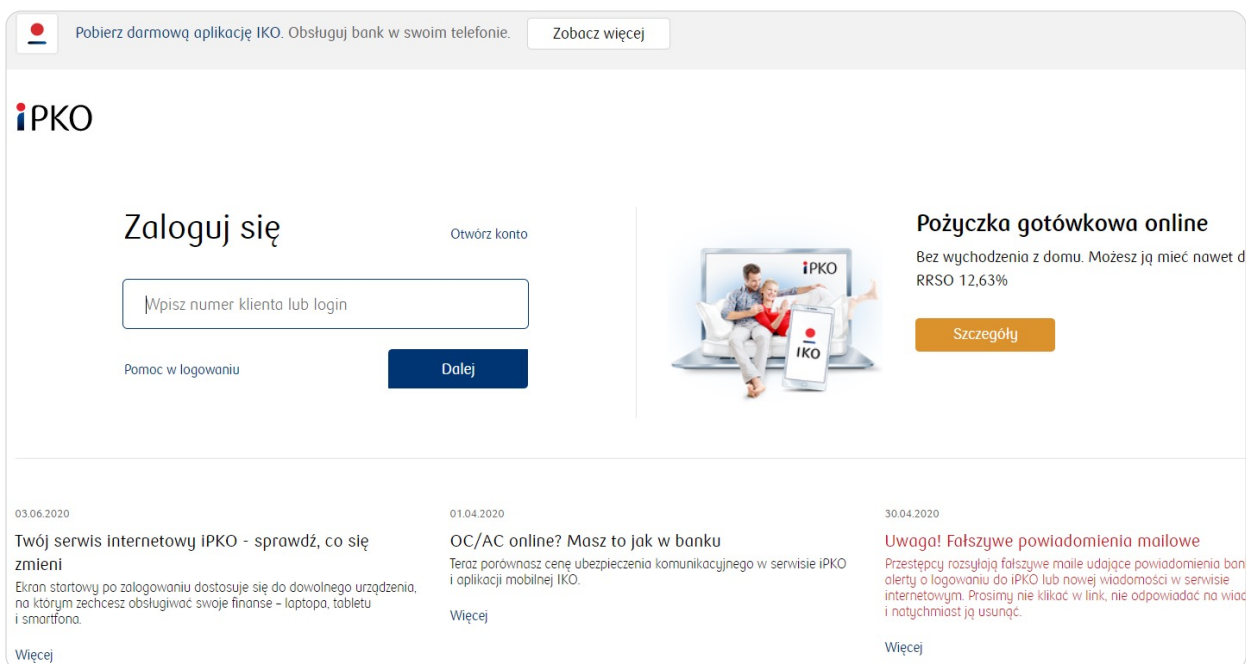 Pobierz darmową aplikację IKO. Obsługuj bank w swoim telefonie.
Zobacz więcej
iPKO
Zaloguj się
Otwórz konto
Wpisz numer klienta lub login
Pomoc w logowaniu
Dalej
iPKO
IKO
Pożyczka gotówkowa online
Bez wychodzenia z domu. Możesz ją mieć nawet
RRSO 12,63%
Szczegóły
03.06.2020
Twój serwis internetowy iPKO - sprawdź, co się
zmieni
Ekran startowy po zalogowaniu dostosuje się do dowolnego urządzenia,
na którym zechcesz obsługiwać swoje finanse – laptopa, tabletu
i smartfona.
Więcej
01.04.2020
OC/AC online? Masz to jak w banku
Teraz porównasz cenę ubezpieczenia komunikacyjnego w serwisie iPKO
i aplikacji mobilnej IKO.
Więcej
30.04.2020
Uwaga! Fałszywe powiadomienia mailowe
Przestępcy rozsyłają fałszywe maile udające powiadomienia
alerty o logowaniu do iPKO lub nowej wiadomości w serwisie
internetowym. Prosimy nie klikać w link, nie odpowiadać na
i natychmiast ją usunąć.
Więcej